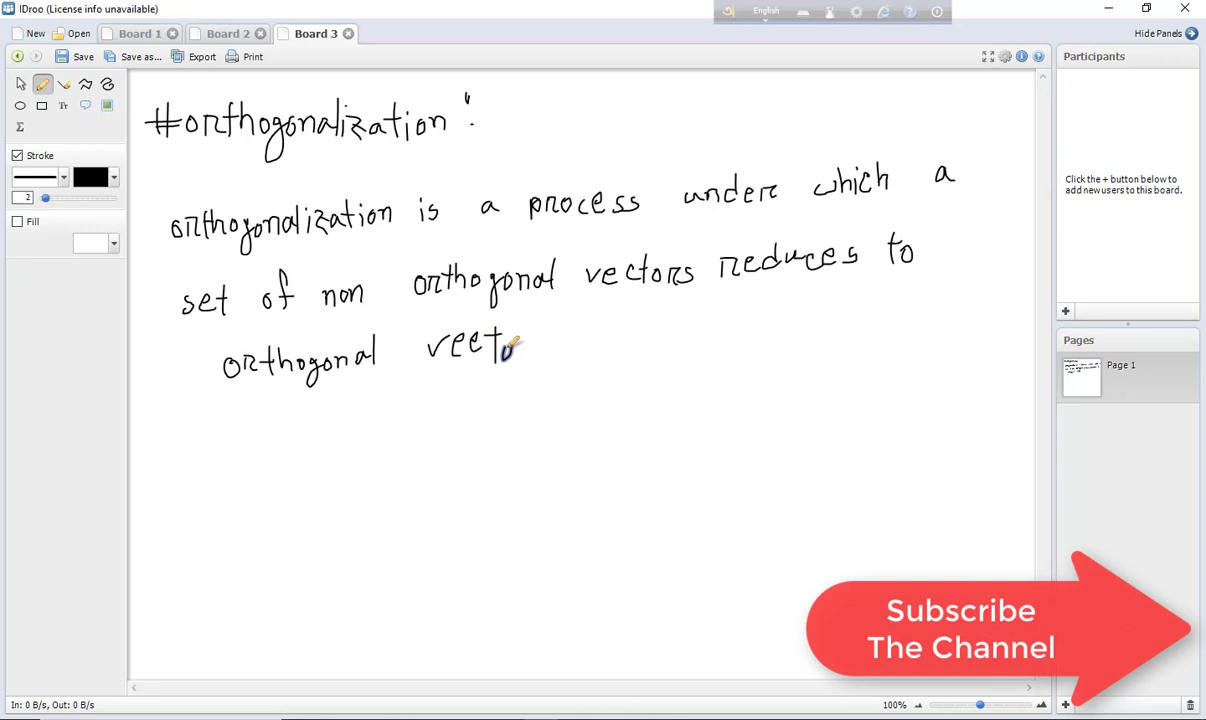 IDroo (License info unavailable)
English
New Open Board 1 Board 2 Board 3 Hide Panels
Save Save as... Export Print
Participants
Tr
Σ
Stroke
2
Fill
Click the + button below to
add new users to this board.
#orthogonalization :
orthogonalization is a process under which a
set of non orthogonal vectors reduces to
orthogonal vecto
Pages
Page 1
Subscribe
The Channel
In: 0 B/s, Out: 0 B/s
100%